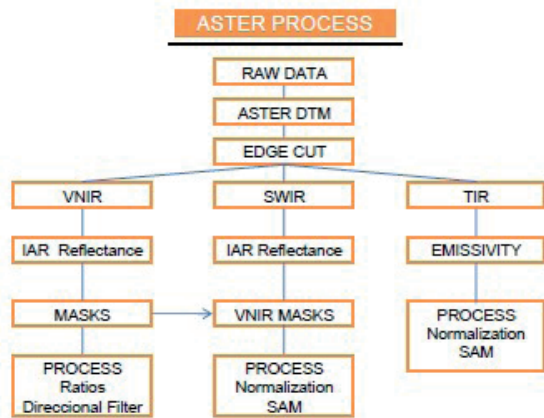 ASTER PROCESS
RAW DATA
ASTER DTM
EDGE CUT
VNIR
SWIR
TIR
IAR Reflectance
IAR Reflectance
EMISSIVITY
MASKS
VNIR MASKS
PROCESS
Normalization
SAM
PROCESS
Ratios
Direccional Filter
PROCESS
Normalization
SAM